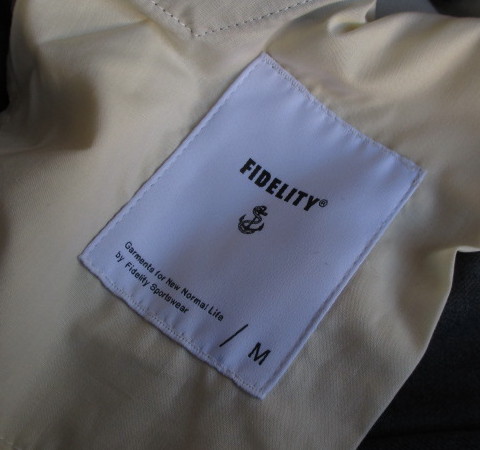 FIDELITY®
Garments for New Normal Life
by Fidelity Sportswear
/ M